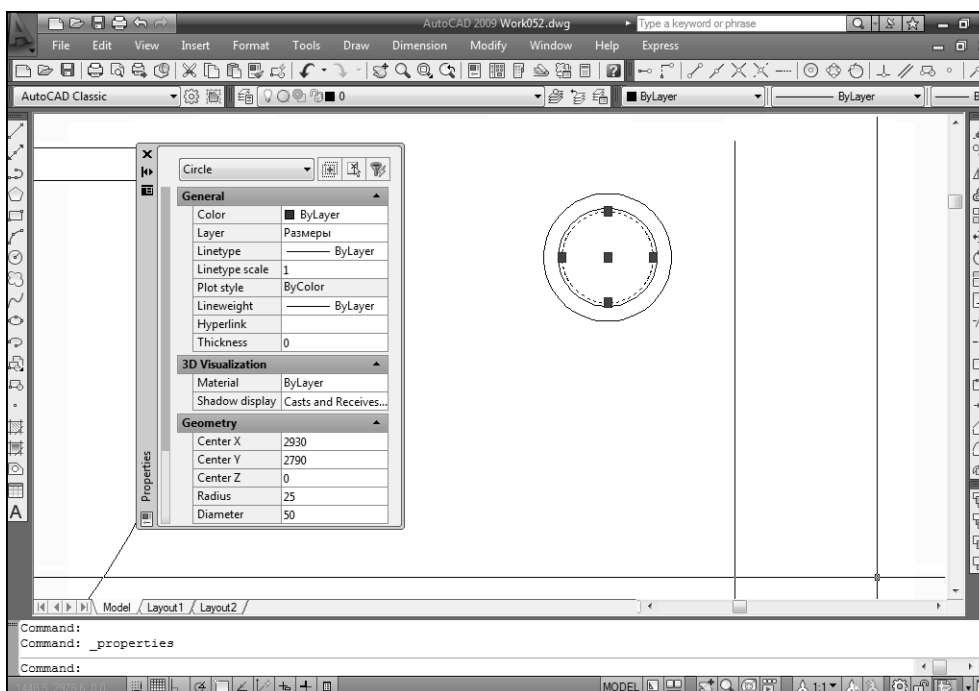 AutoCAD 2009 Work052.dwg
Type a keyword or phrase
File Edit View Insert Format Tools Draw Dimension Modify Window Help Express
AutoCAD Classic
0
ByLayer
ByLayer
Circle
General
Color ByLayer
Layer Размеры
Linetype ByLayer
Linetype scale 1
Plot style ByColor
Lineweight ByLayer
Hyperlink
Thickness 0
3D Visualization
Material ByLayer
Shadow display Casts and Receives...
Geometry
Center X 2930
Center Y 2790
Center Z 0
Radius 25
Diameter 50
Properties
A
Model Layout1 Layout2
Command:
Command: _properties
Command:
MODEL
1:1